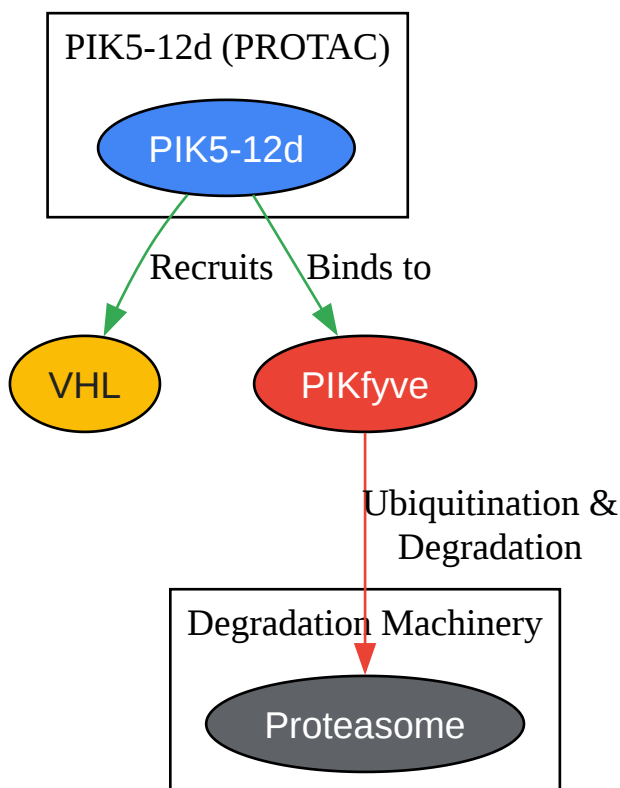 PIK5-12d (PROTAC)
PIK5-12d
Recruits
Binds to
VHL
PIKfyve
Ubiquitination &
Degradation
Degradation Machinery
Proteasome